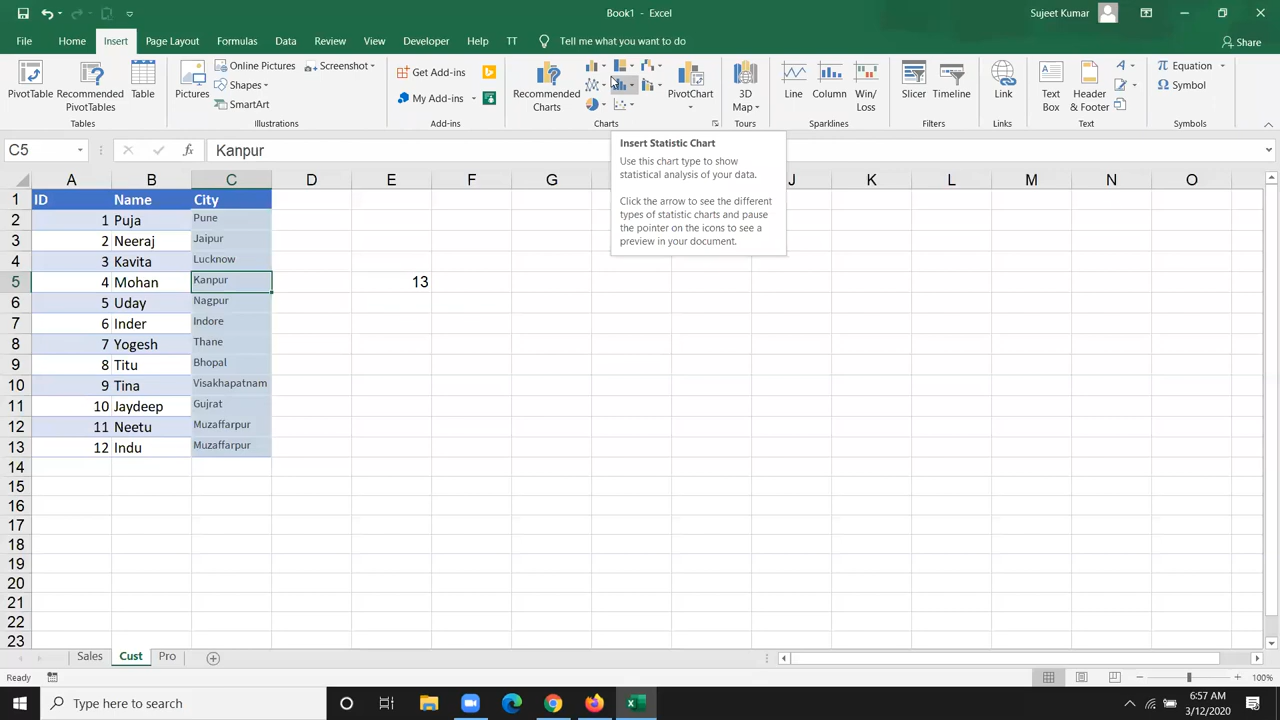 Book1 - Excel
Sujeet Kumar
File Home Insert Page Layout Formulas Data Review View Developer Help TT Tell me what you want to do Share
PivotTable
Recommended
PivotTables
Table
Tables
Pictures
Online Pictures
Shapes
SmartArt
Screenshot
Illustrations
Get Add-ins
My Add-ins
Add-ins
Recommended
Charts
PivotChart
Charts
3D
Map
Tours
Line
Column
Win/
Loss
Sparklines
Slicer
Timeline
Filters
Link
Links
Text
Box
Header
& Footer
Text
Equation
Symbol
Symbols
C5 fx Kanpur
Insert Statistic Chart
Use this chart type to show
statistical analysis of your data.
Click the arrow to see the different
types of statistic charts and pause
the pointer on the icons to see a
preview in your document.
A B C D E F G J K L M N O
1 ID Name City
2 1 Puja Pune
3 2 Neeraj Jaipur
4 3 Kavita Lucknow
5 4 Mohan Kanpur 13
6 5 Uday Nagpur
7 6 Inder Indore
8 7 Yogesh Thane
9 8 Titu Bhopal
10 9 Tina Visakhapatnam
11 10 Jaydeep Gujrat
12 11 Neetu Muzaffarpur
13 12 Indu Muzaffarpur
14
15
16
17
18
19
20
21
22
23
Sales Cust Pro
Ready
100%
Type here to search
6:57 AM
3/12/2020